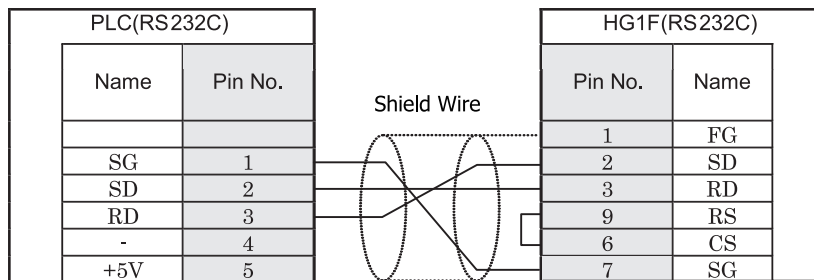 PLC(RS232C) HG1F(RS232C)
Name Pin No. Pin No. Name
Shield Wire
1 FG
SG 1 2 SD
SD 2 3 RD
RD 3 9 RS
- 4 6 CS
+5V 5 7 SG